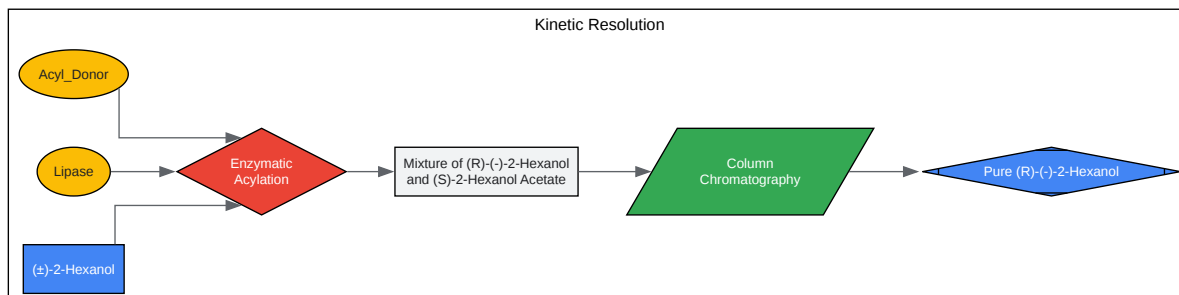 Kinetic Resolution
Acyl_Donor
Lipase
(±)-2-Hexanol
Enzymatic
Acylation
Mixture of (R)-(-)-2-Hexanol
and (S)-2-Hexanol Acetate
Column
Chromatography
Pure (R)-(-)-2-Hexanol